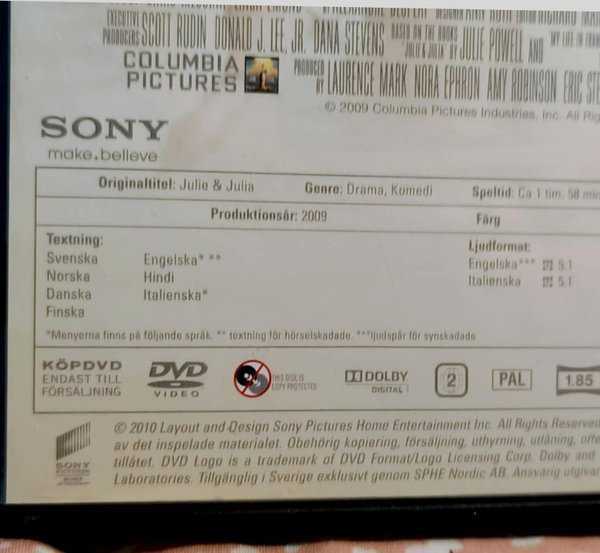 EXECUTIVE PRODUCERS SCOTT RUDIN DONALD J. LEE, JR. DANA STEVENS BASED ON THE BOOKS 'JULIE & JULIA' BY JULIE POWELL AND
COLUMBIA PICTURES PRODUCED BY LAURENCE MARK NORA EPHRON AMY ROBINSON ERIC
© 2009 Columbia Pictures Industries, Inc. All
SONY
make.believe
Originaltitel: Julie & Julia Genre: Drama, Komedi Speltid: Ca 1 tim. 58 min
Produktionsår: 2009 Färg
Textning: Ljudformat:
Svenska Engelska* ** Engelska*** 5.1
Norska Hindi Italienska 5.1
Danska Italienska*
Finska
*Menyerna finns på följande språk. ** textning för hörselskadade. ***ljudspår för synskadade
KÖPDVD
ENDAST TILL
FÖRSÄLJNING
DVD
VIDEO
THIS DISC IS
COPY PROTECTED
DOLBY
DIGITAL
2
PAL
1.85
© 2010 Layout and Design Sony Pictures Home Entertainment Inc. All Rights Reserved
av det inspelade materialet. Obehörig kopiering, försäljning, uthyrning, utlåning,
tillåtet. DVD Logo is a trademark of DVD Format/Logo Licensing Corp. Dolby and
Laboratories. Tillgänglig i Sverige exklusivt genom SPHE Nordic AB. Ansvarig
SONY
PICTURES